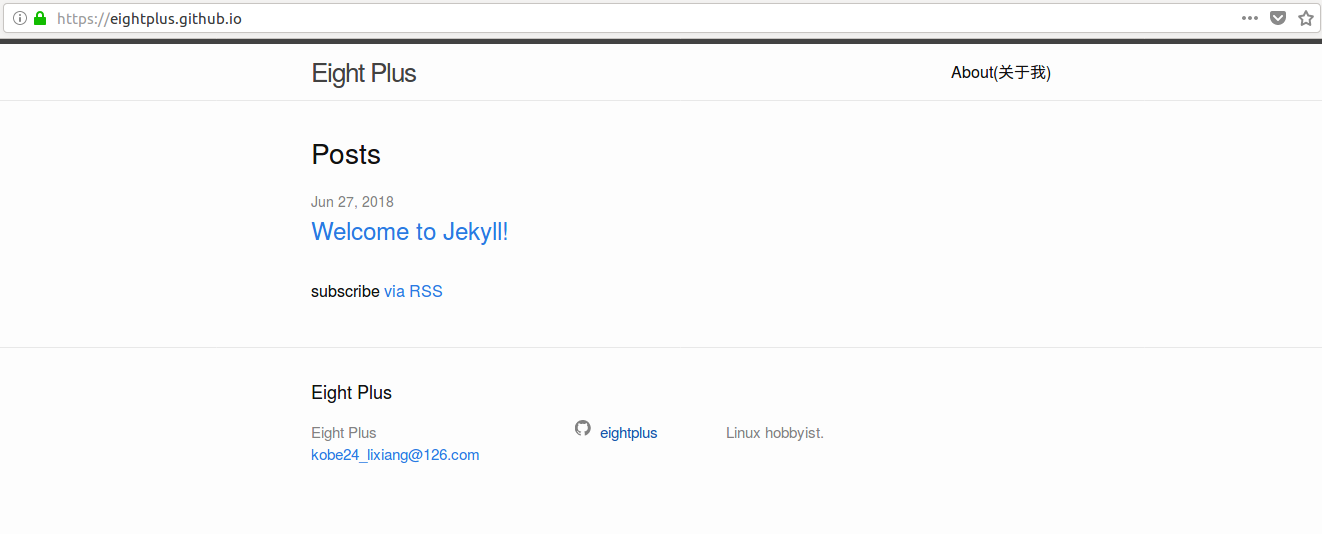 https://eightplus.github.io
Eight Plus
About(关于我)
Posts
Jun 27, 2018
Welcome to Jekyll!
subscribe via RSS
Eight Plus
Eight Plus
kobe24_lixiang@126.com
eightplus
Linux hobbyist.